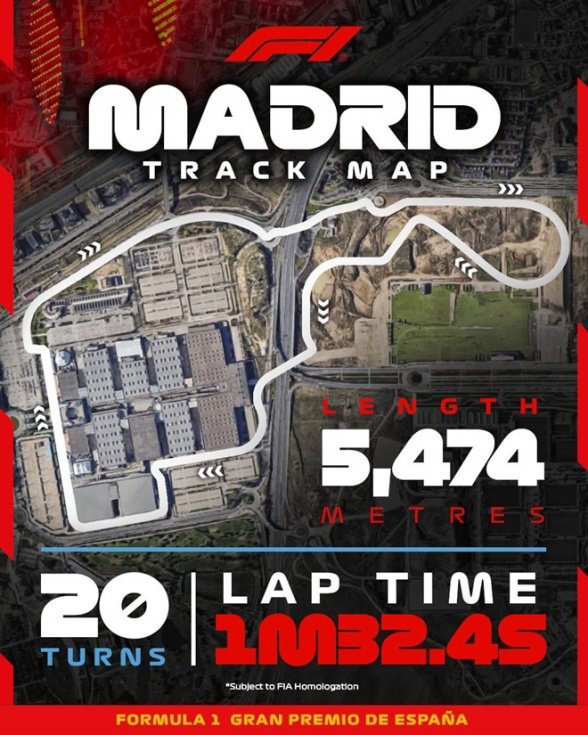 F1
MADRID
TRACK MAP
LENGTH
5,474
METRES
20
TURNS
LAP TIME
1M32.4S
*Subject to FIA Homologation
FORMULA 1 GRAN PREMIO DE ESPAÑA